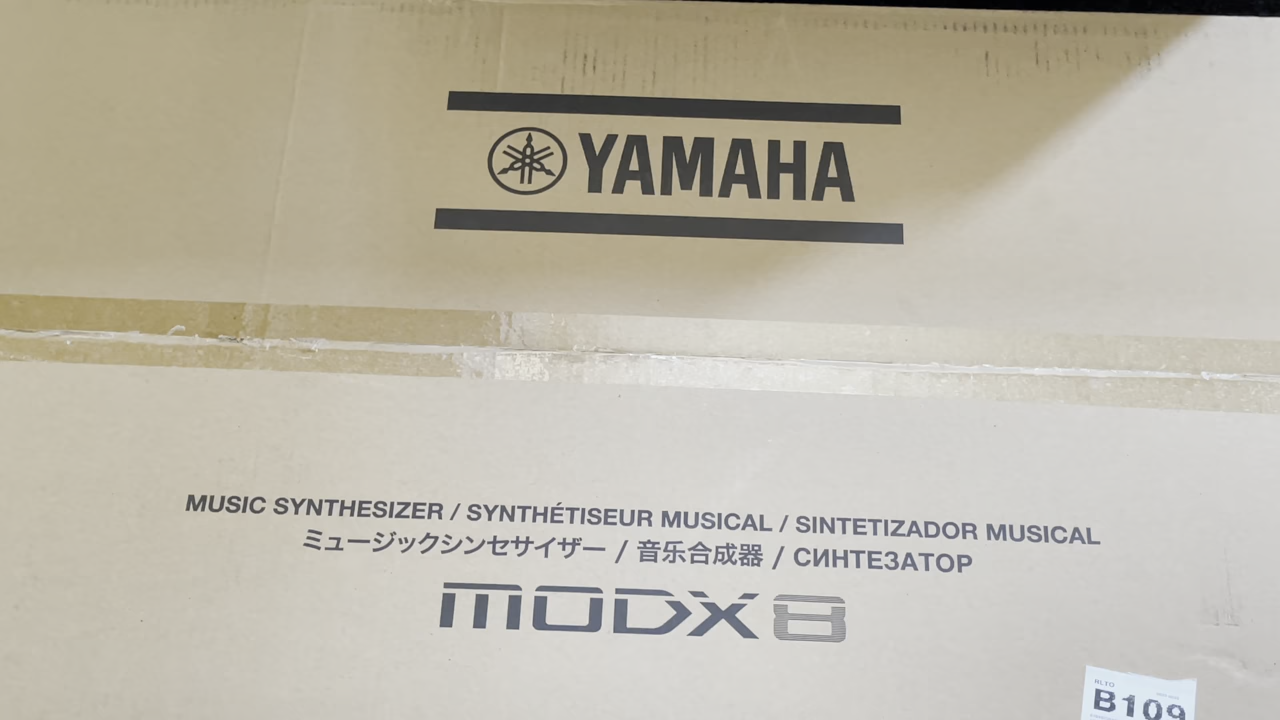 YAMAHA
MUSIC SYNTHESIZER / SYNTHÉTISEUR MUSICAL / SINTETIZADOR MUSICAL
ミュージックシンセサイザー / 音乐合成器 / СИНТЕЗАТОР
MODX8
RLTD
B109